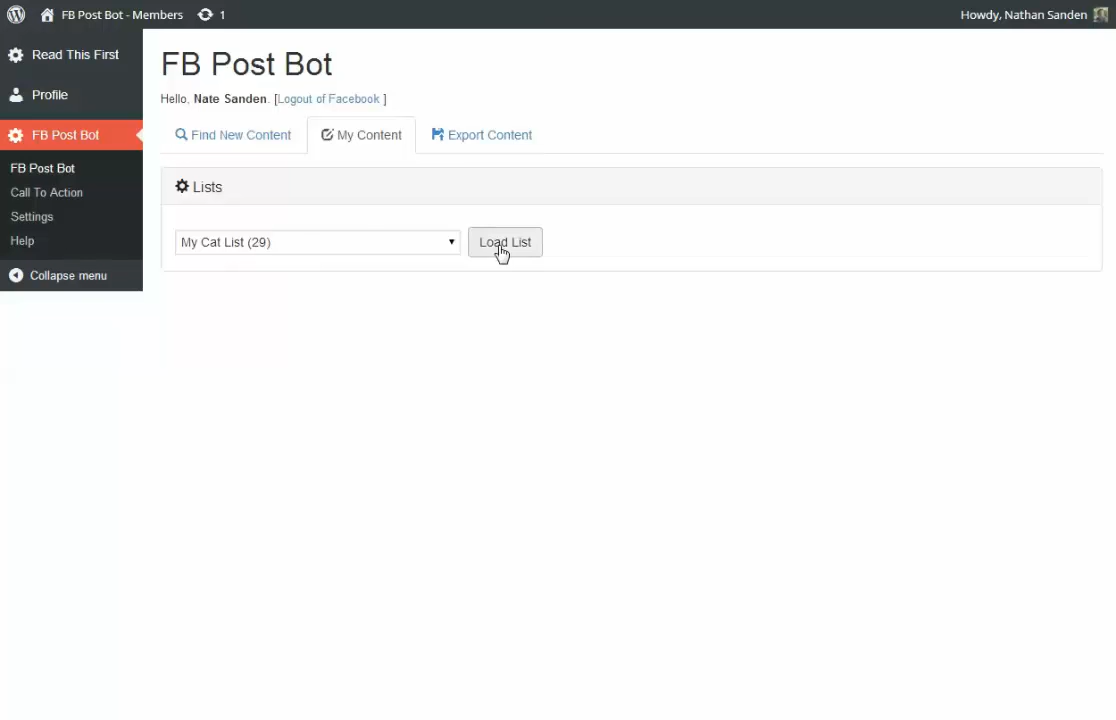 FB Post Bot - Members 1 Howdy, Nathan Sanden
Read This First
Profile
FB Post Bot
FB Post Bot
Call To Action
Settings
Help
Collapse menu
FB Post Bot
Hello, Nate Sanden. [Logout of Facebook ]
Find New Content My Content Export Content
Lists
My Cat List (29) Load List